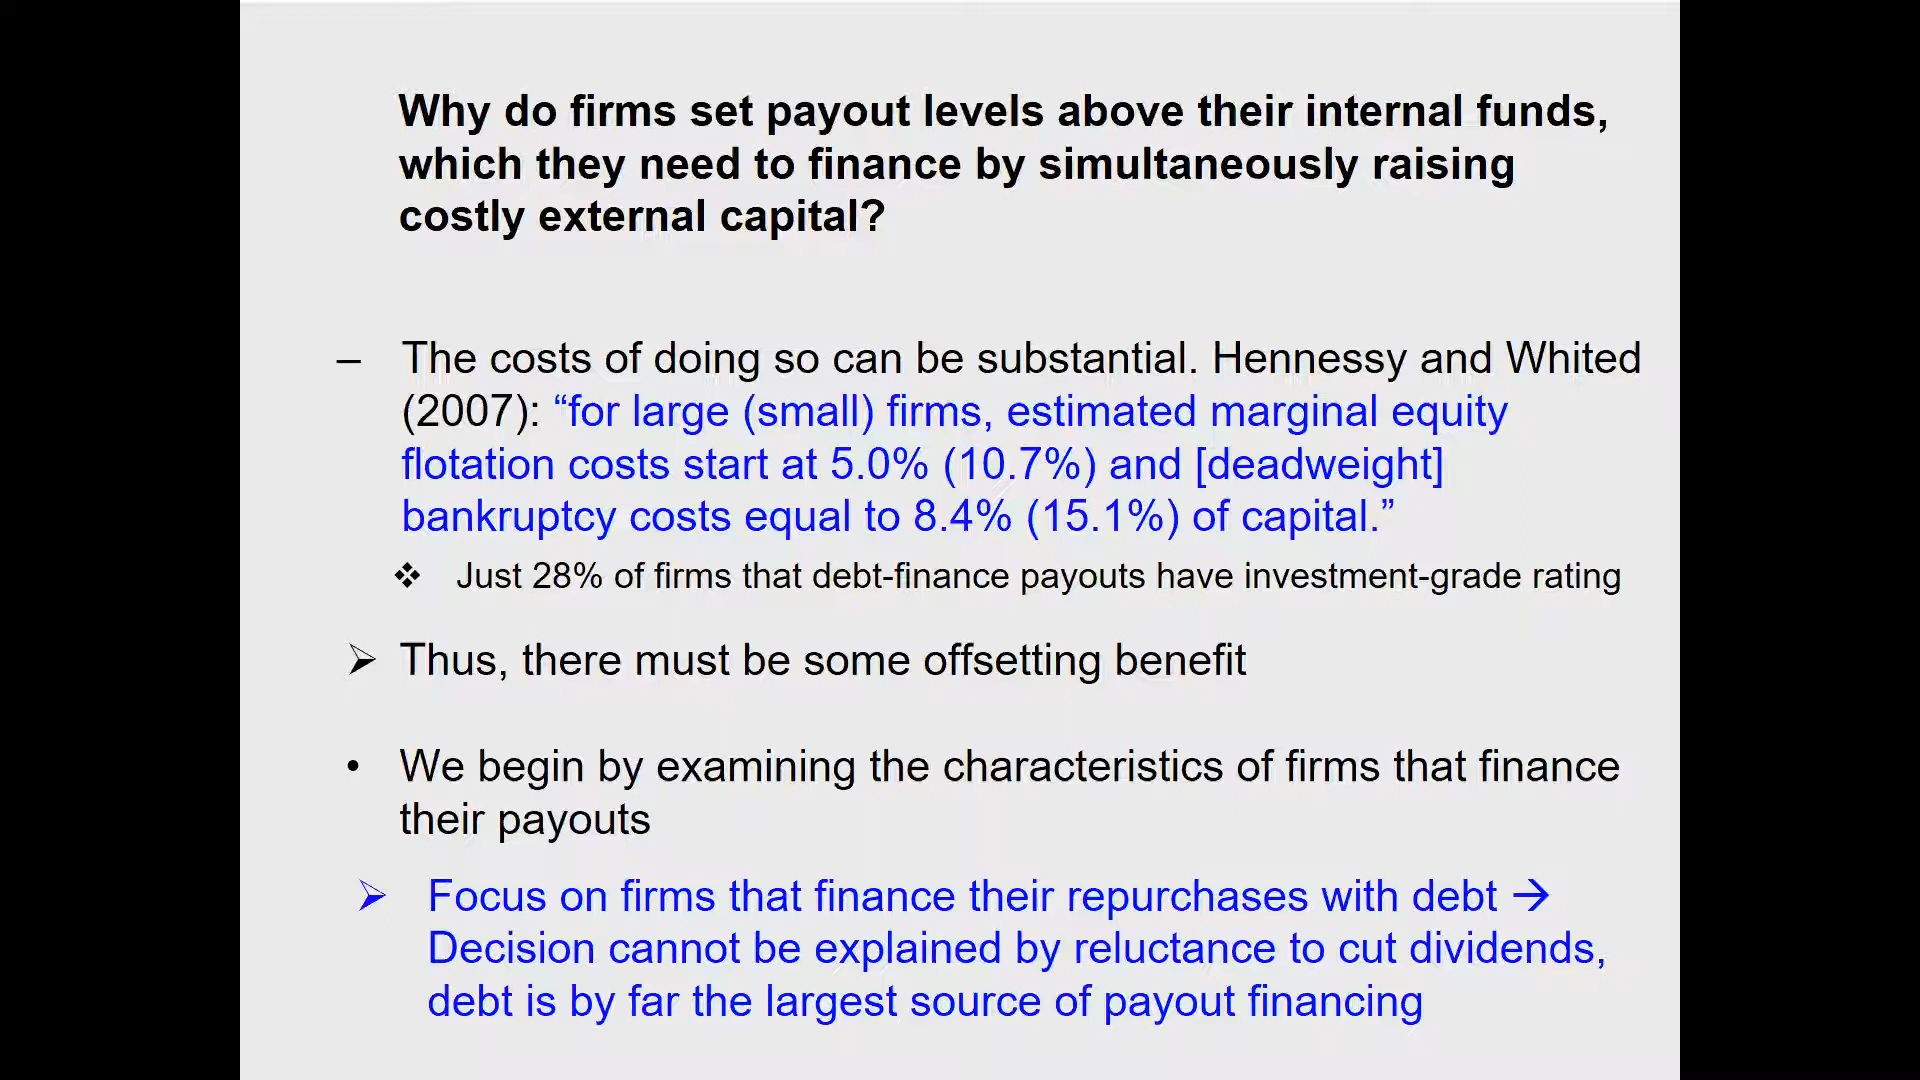 Why do firms set payout levels above their internal funds,
which they need to finance by simultaneously raising
costly external capital?
– The costs of doing so can be substantial. Hennessy and Whited
(2007): “for large (small) firms, estimated marginal equity
flotation costs start at 5.0% (10.7%) and [deadweight]
bankruptcy costs equal to 8.4% (15.1%) of capital.”
❖ Just 28% of firms that debt-finance payouts have investment-grade rating
➢ Thus, there must be some offsetting benefit
• We begin by examining the characteristics of firms that finance
their payouts
➢ Focus on firms that finance their repurchases with debt →
Decision cannot be explained by reluctance to cut dividends,
debt is by far the largest source of payout financing